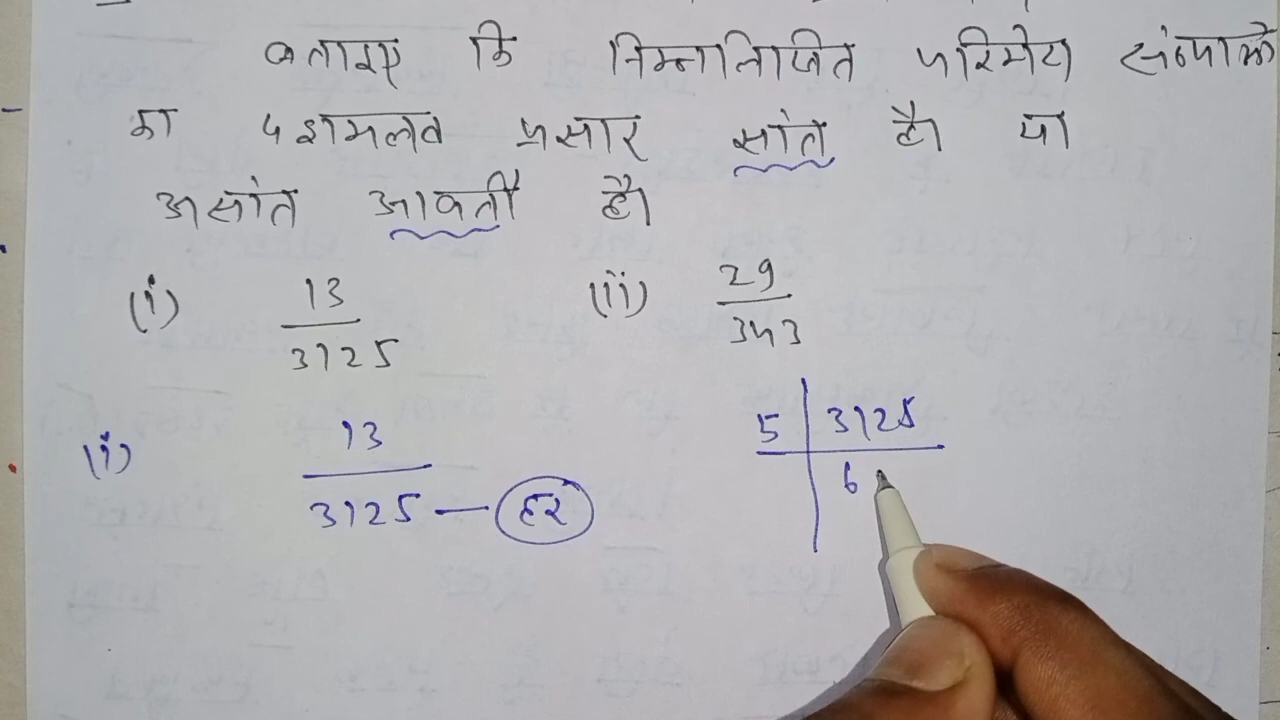 बताइए कि निम्नलिखित परिमेय संख्याओं
का दशमलव प्रसार सांत है। या
असांत आवर्ती है।
(i) 13/3125 (ii) 29/343
(i) 13/3125 — हर
5 | 3125
6